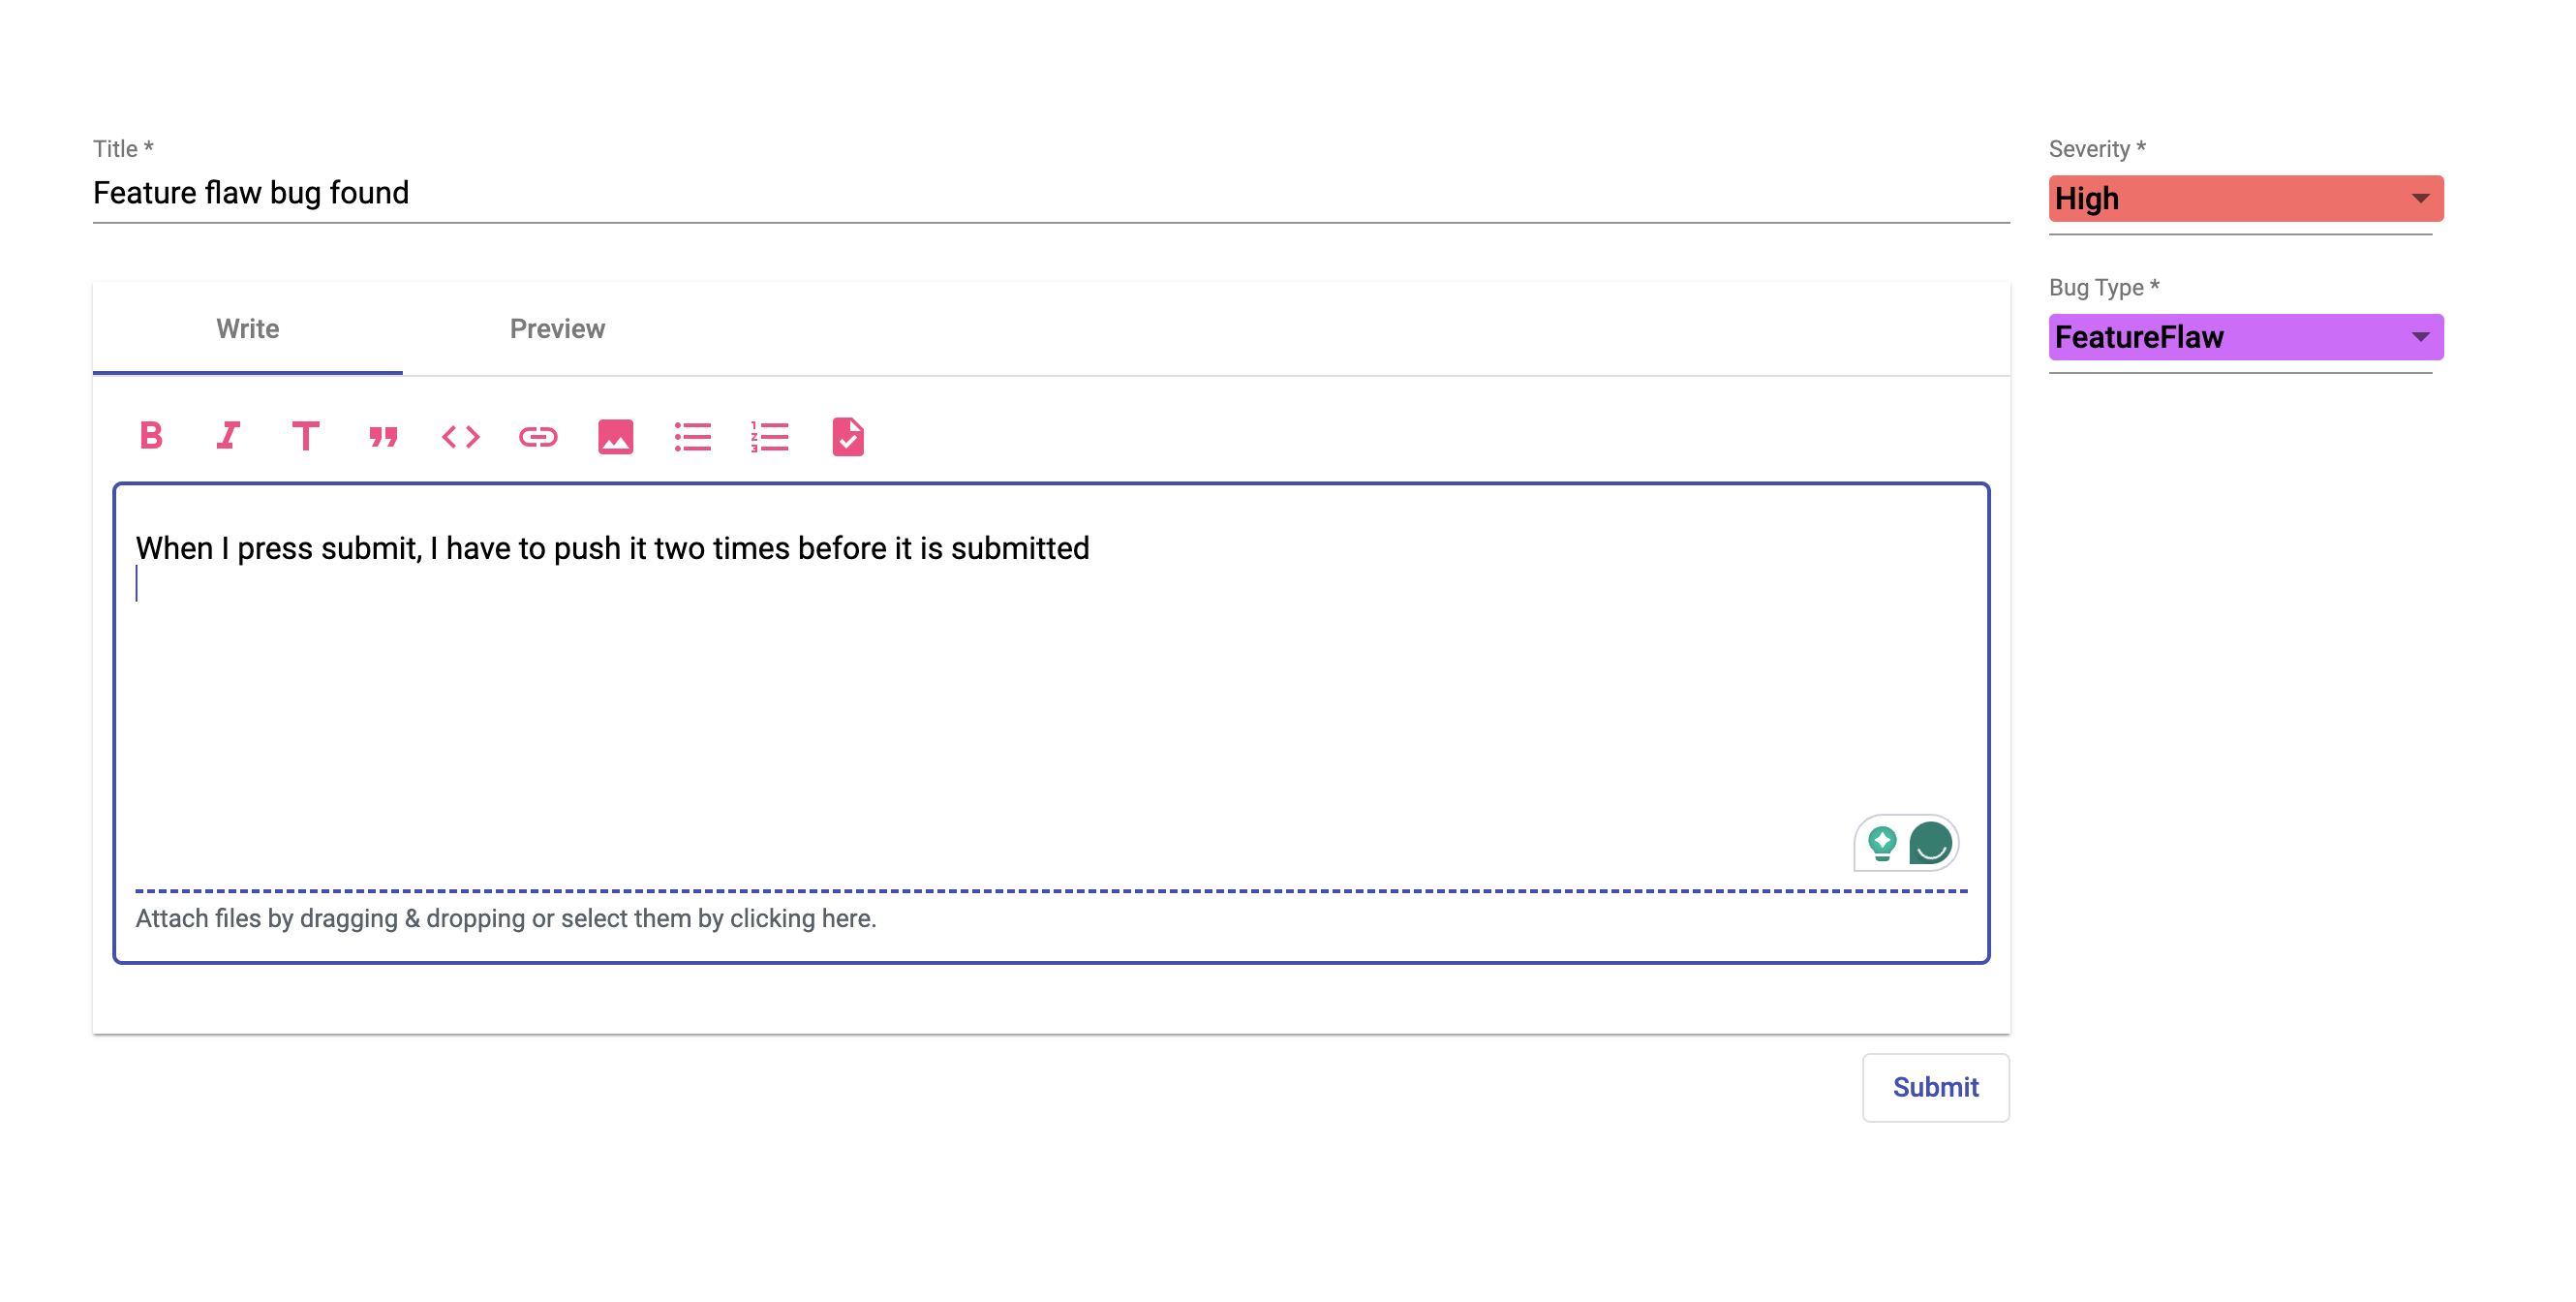 Title *
Feature flaw bug found
Severity *
High
Bug Type *
FeatureFlaw
Write Preview
When I press submit, I have to push it two times before it is submitted
Attach files by dragging & dropping or select them by clicking here.
Submit